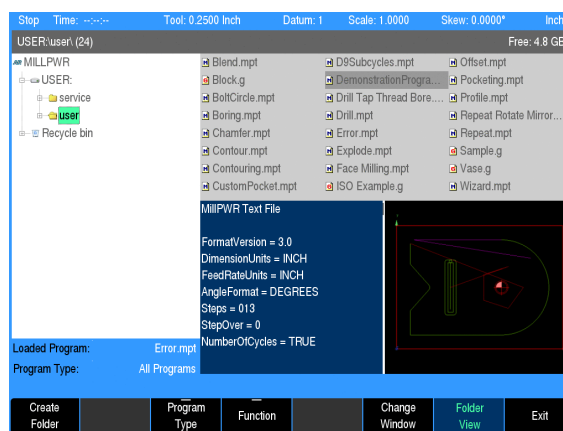 Stop Time: --:--:-- Tool: 0.2500 Inch Datum: 1 Scale: 1.0000 Skew: 0.0000° Inch
USER:\user\ (24) Free: 4.8 GB
MILLPWR
USER:
service
user
Recycle bin
Blend.mpt D9Subcycles.mpt Offset.mpt
Block.g DemonstrationProgra... Pocketing.mpt
BoltCircle.mpt Drill Tap Thread Bore.... Profile.mpt
Boring.mpt Drill.mpt Repeat Rotate Mirror...
Chamfer.mpt Error.mpt Repeat.mpt
Contour.mpt Explode.mpt Sample.g
Contouring.mpt Face Milling.mpt Vase.g
CustomPocket.mpt ISO Example.g Wizard.mpt
MillPWR Text File
FormatVersion = 3.0
DimensionUnits = INCH
FeedRateUnits = INCH
AngleFormat = DEGREES
Steps = 013
StepOver = 0
NumberOfCycles = TRUE
Loaded Program: Error.mpt
Program Type: All Programs
Create Folder
Program Type
Function
Change Window
Folder View
Exit